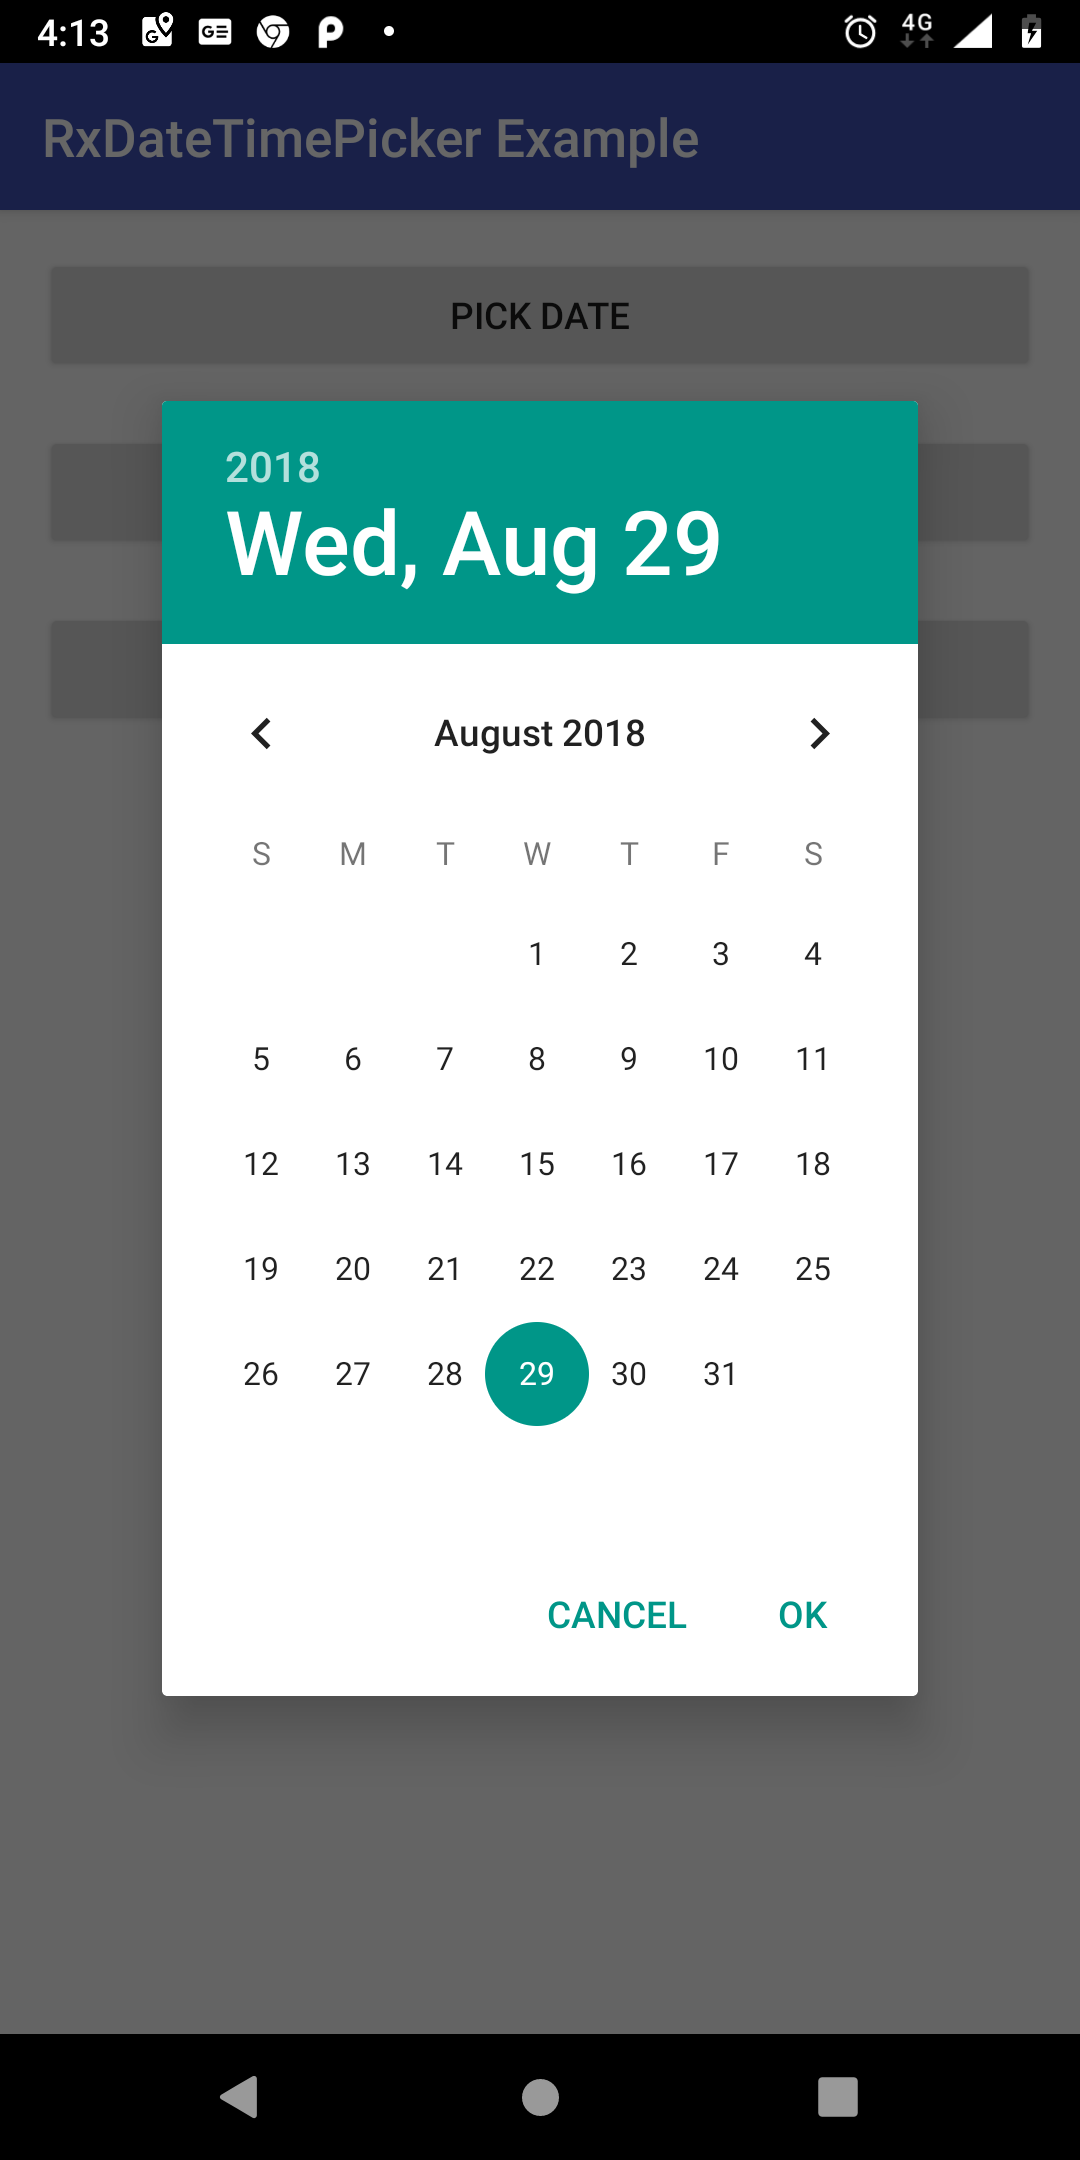 4:13 4G
RxDateTimePicker Example
PICK DATE
2018
Wed, Aug 29
August 2018
S M T W T F S
1 2 3 4
5 6 7 8 9 10 11
12 13 14 15 16 17 18
19 20 21 22 23 24 25
26 27 28 29 30 31
CANCEL OK